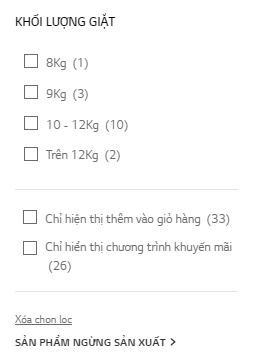 KHỐI LƯỢNG GIẶT
8Kg (1)
9Kg (3)
10 - 12Kg (10)
Trên 12Kg (2)
Chỉ hiện thị thêm vào giỏ hàng (33)
Chỉ hiển thị chương trình khuyến mãi
(26)
Xóa chọn lọc
SẢN PHẨM NGỪNG SẢN XUẤT >